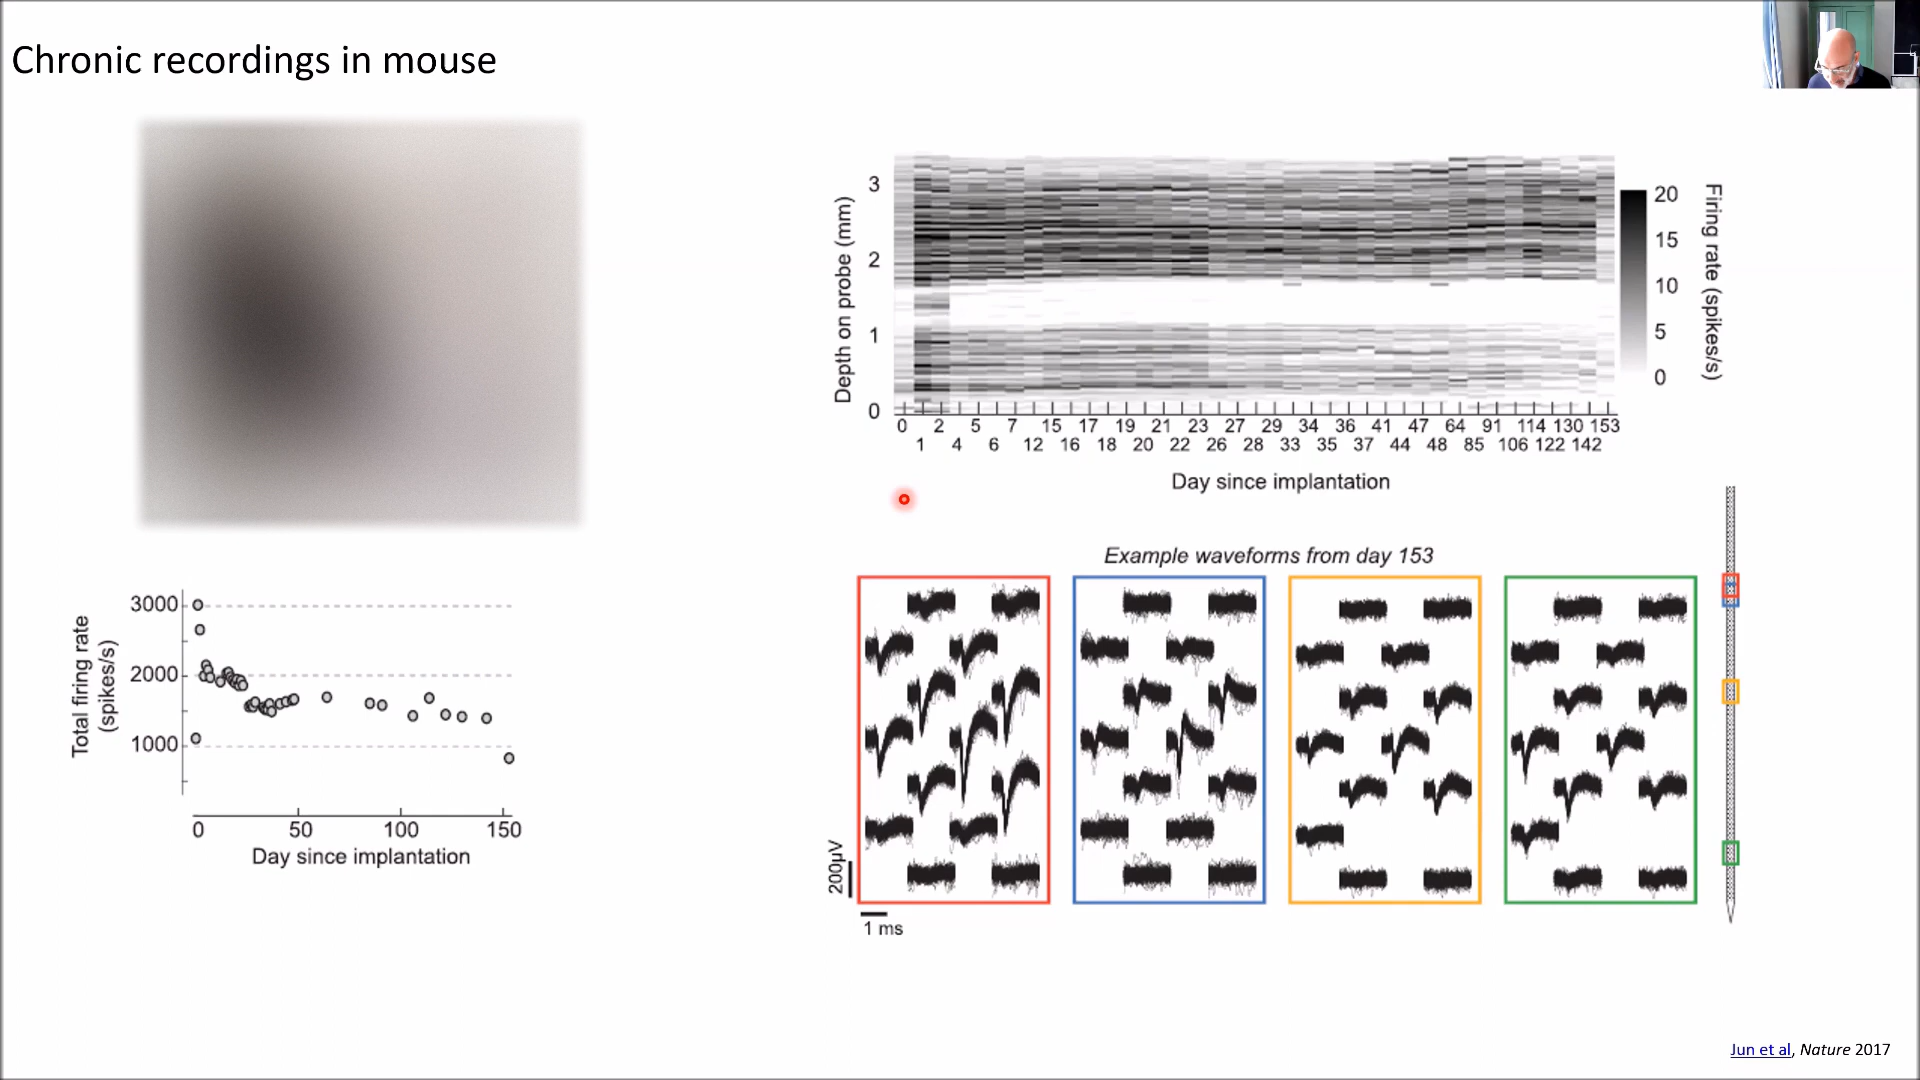 Chronic recordings in mouse
3
2
1
0
Depth on probe (mm)
0 2 5 7 15 17 19 21 23 27 29 34 36 41 47 64 91 114 130 153
1 4 6 12 16 18 20 22 26 28 33 35 37 44 48 85 106 122 142
Day since implantation
20
15
10
5
0
Firing rate (spikes/s)
3000
2000
1000
Total firing rate
(spikes/s)
0 50 100 150
Day since implantation
Example waveforms from day 153
200µV
1 ms
Jun et al, Nature 2017